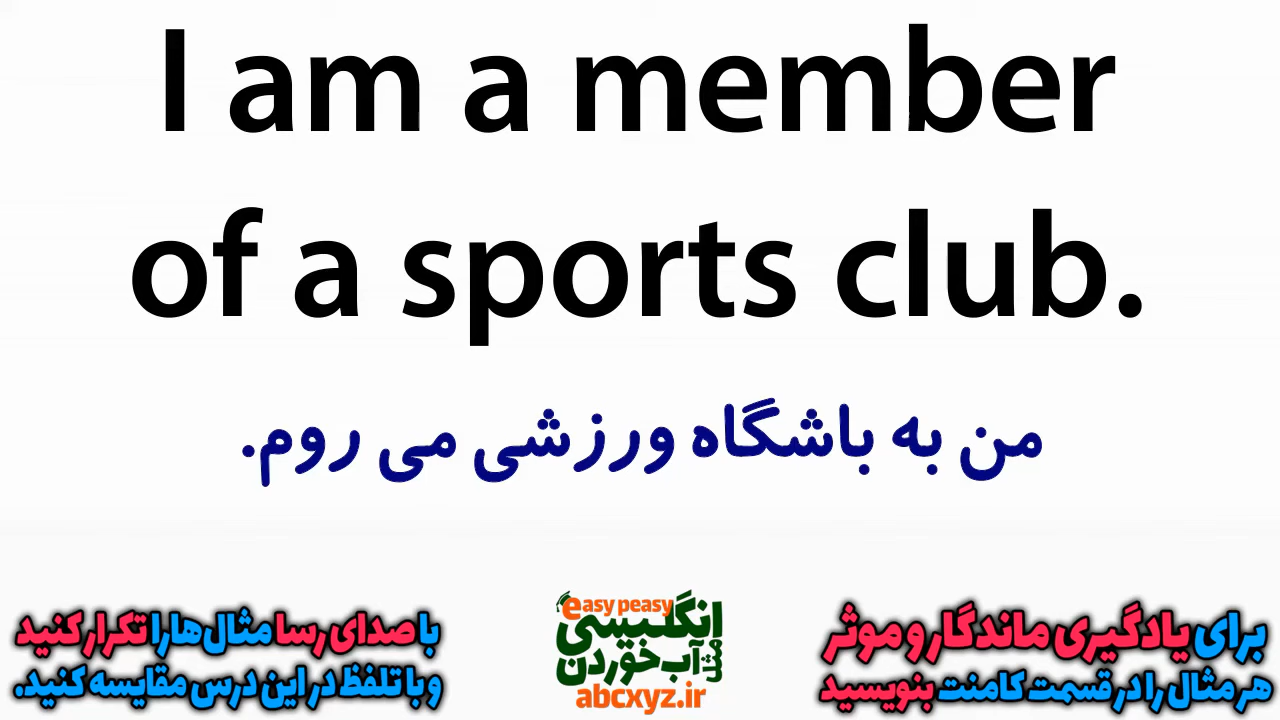 I am a member
of a sports club.
من به باشگاه ورزشی می روم.
برای یادگیری ماندگار و موثر
هر مثال را در قسمت کامنت بنویسید
easy peasy
انگلیسی
مثل آب خوردن
abcxyz.ir
با صدای رسا مثال‌ها را تکرار کنید
و با تلفظ در این درس مقایسه کنید.